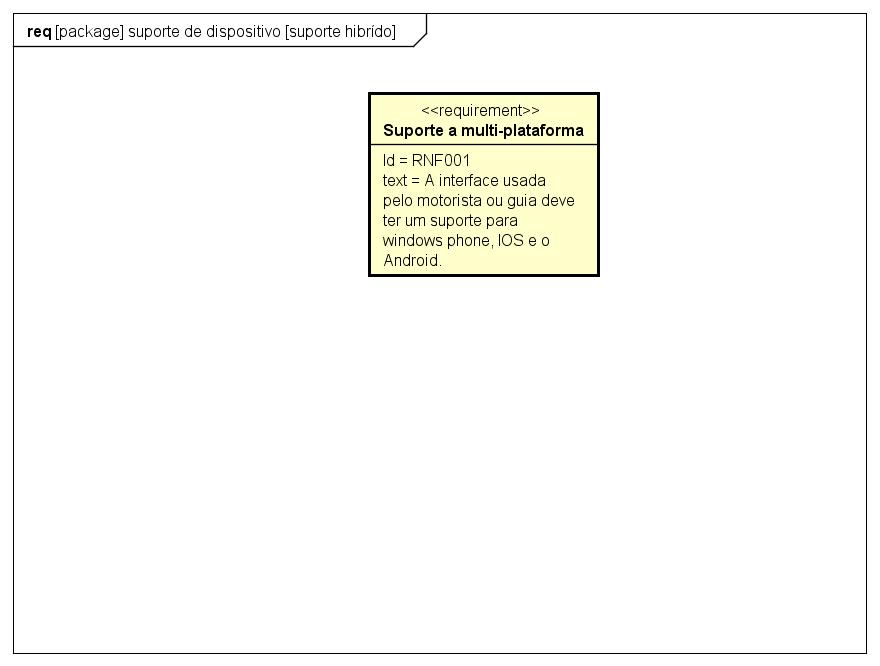 req [package] suporte de dispositivo [suporte hibrído]
<<requirement>>
Suporte a multi-plataforma
Id = RNF001
text = A interface usada
pelo motorista ou guia deve
ter um suporte para
windows phone, IOS e o
Android.